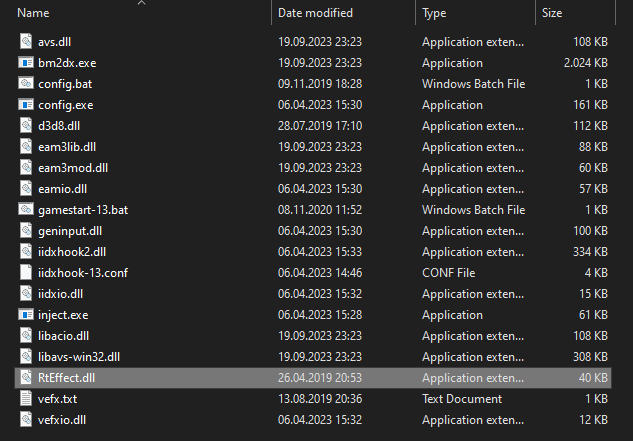 Name Date modified Type Size
avs.dll 19.09.2023 23:23 Application exten... 108 KB
bm2dx.exe 19.09.2023 23:23 Application 2.024 KB
config.bat 09.11.2019 18:28 Windows Batch File 1 KB
config.exe 06.04.2023 15:30 Application 161 KB
d3d8.dll 28.07.2019 17:10 Application exten... 112 KB
eam3lib.dll 19.09.2023 23:23 Application exten... 88 KB
eam3mod.dll 19.09.2023 23:23 Application exten... 60 KB
eamio.dll 06.04.2023 15:30 Application exten... 57 KB
gamestart-13.bat 08.11.2020 11:52 Windows Batch File 1 KB
geninput.dll 06.04.2023 15:30 Application exten... 100 KB
iidxhook2.dll 06.04.2023 15:33 Application exten... 334 KB
iidxhook-13.conf 06.04.2023 14:46 CONF File 4 KB
iidxio.dll 06.04.2023 15:32 Application exten... 15 KB
inject.exe 06.04.2023 15:28 Application 61 KB
libacio.dll 19.09.2023 23:23 Application exten... 108 KB
libavs-win32.dll 19.09.2023 23:23 Application exten... 308 KB
RtEffect.dll 26.04.2019 20:53 Application exten... 40 KB
vefx.txt 13.08.2019 20:36 Text Document 1 KB
vefxio.dll 06.04.2023 15:32 Application exten... 12 KB